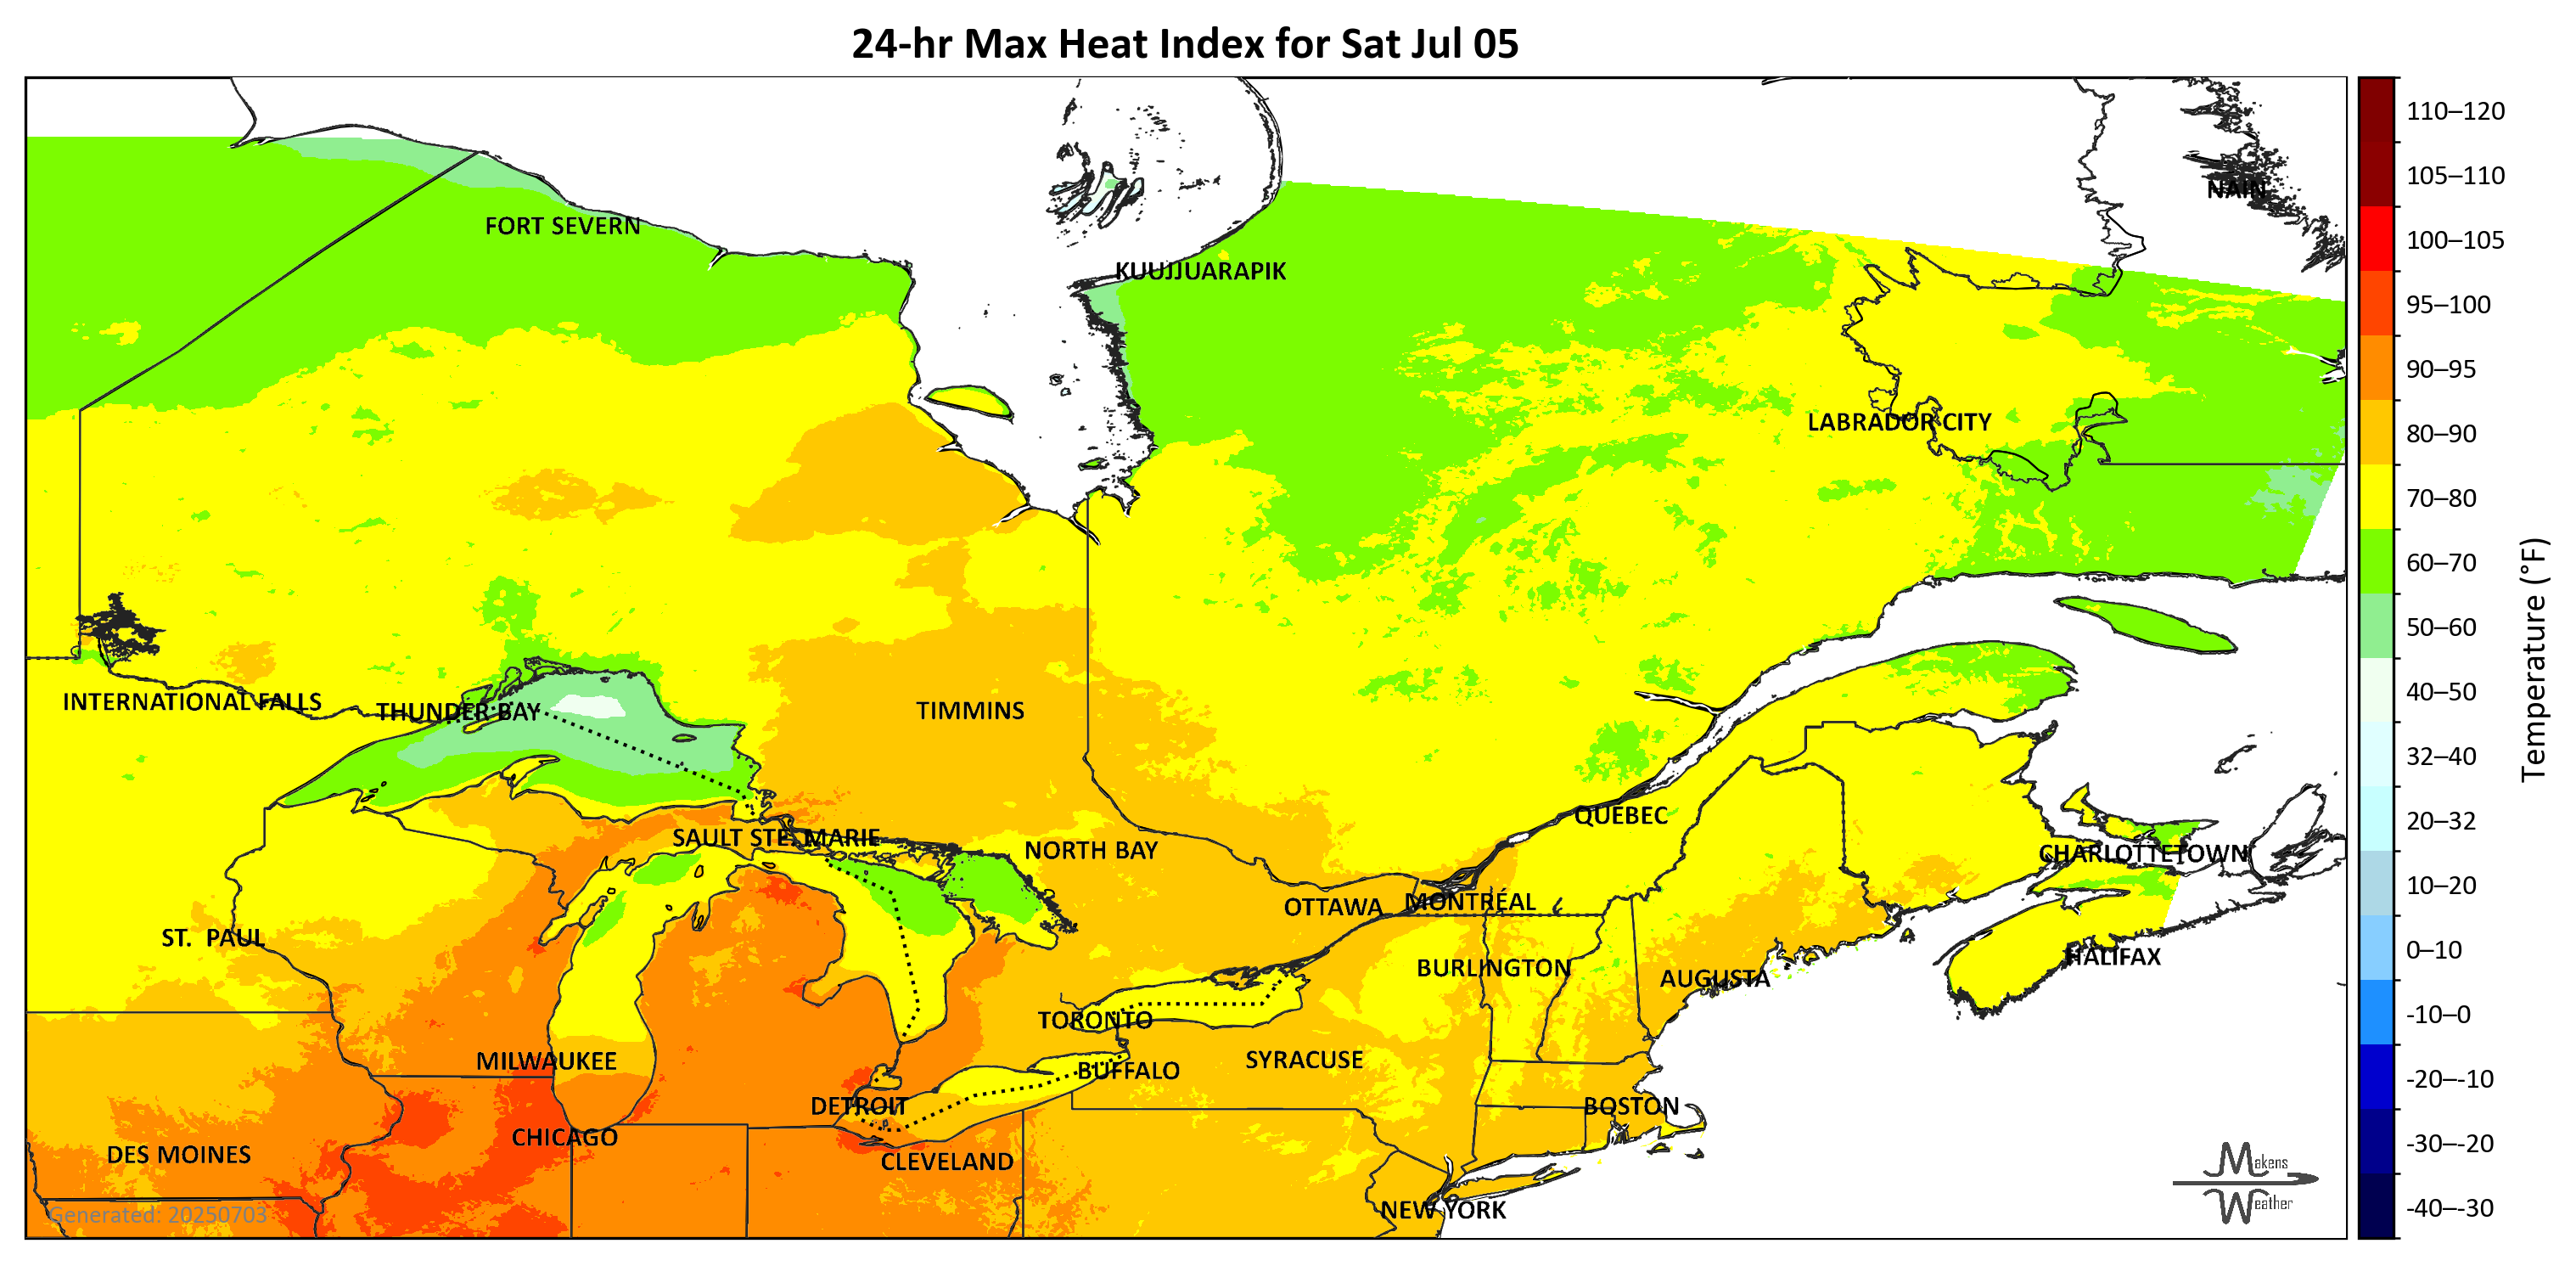 24-hr Max Heat Index for Sat Jul 05
NAIN
FORT SEVERN
KUUJJUARAPIK
LABRADOR CITY
INTERNATIONAL FALLS
THUNDER BAY
TIMMINS
QUÉBEC
SAULT STE. MARIE
NORTH BAY
CHARLOTTETOWN
OTTAWA
MONTRÉAL
ST. PAUL
HALIFAX
BURLINGTON
AUGUSTA
TORONTO
MILWAUKEE
SYRACUSE
BUFFALO
DETROIT
BOSTON
CHICAGO
DES MOINES
CLEVELAND
NEW YORK
Generated: 20250703
Makens
Weather
110–120
105–110
100–105
95–100
90–95
80–90
70–80
60–70
50–60
40–50
32–40
20–32
10–20
0–10
-10–0
-20–-10
-30–-20
-40–-30
Temperature (°F)